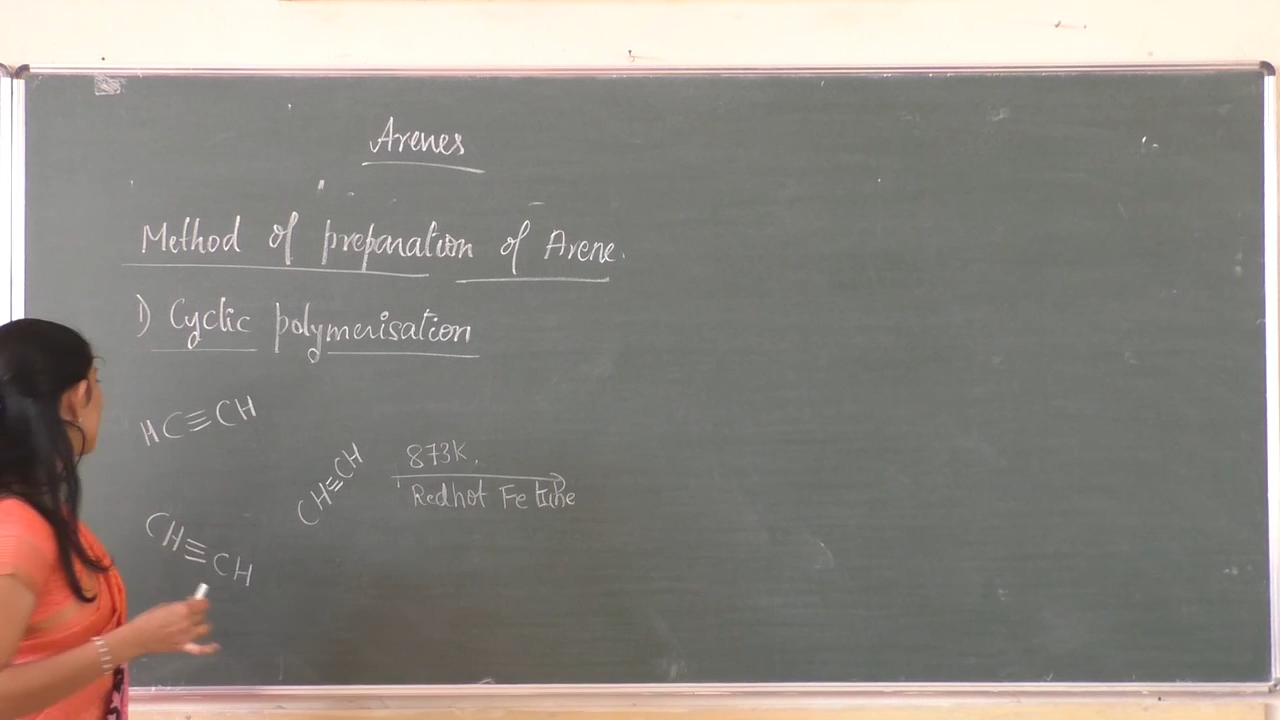 Arenes
Method of preparation of Arene.
1) Cyclic polymerisation
HC≡CH
CH≡CH
873K,
Redhot Fe tube
CH≡CH